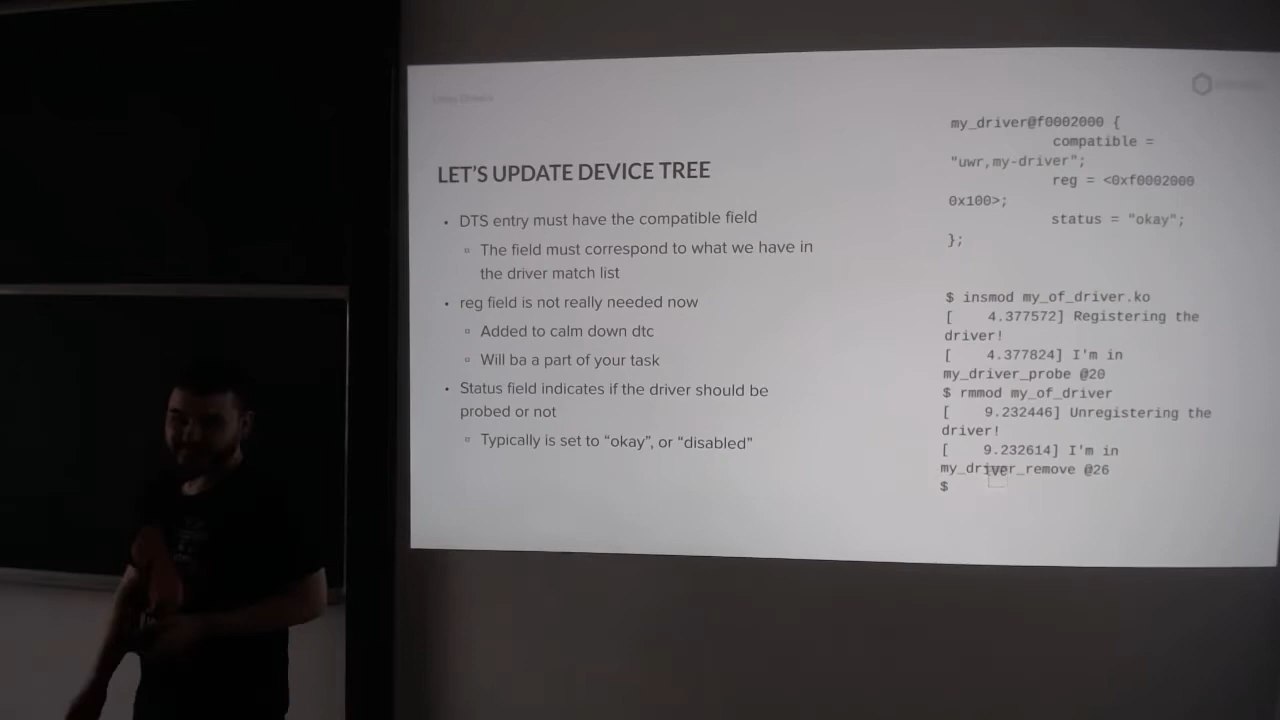 Linux Drivers
LET'S UPDATE DEVICE TREE
• DTS entry must have the compatible field
▫ The field must correspond to what we have in
the driver match list
• reg field is not really needed now
▫ Added to calm down dtc
▫ Will ba a part of your task
• Status field indicates if the driver should be
probed or not
▫ Typically is set to “okay”, or “disabled”
my_driver@f0002000 {
compatible =
"uwr,my-driver";
reg = <0xf0002000
0x100>;
status = "okay";
};
$ insmod my_of_driver.ko
[ 4.377572] Registering the
driver!
[ 4.377824] I'm in
my_driver_probe @20
$ rmmod my_of_driver
[ 9.232446] Unregistering the
driver!
[ 9.232614] I'm in
my_driver_remove @26
$